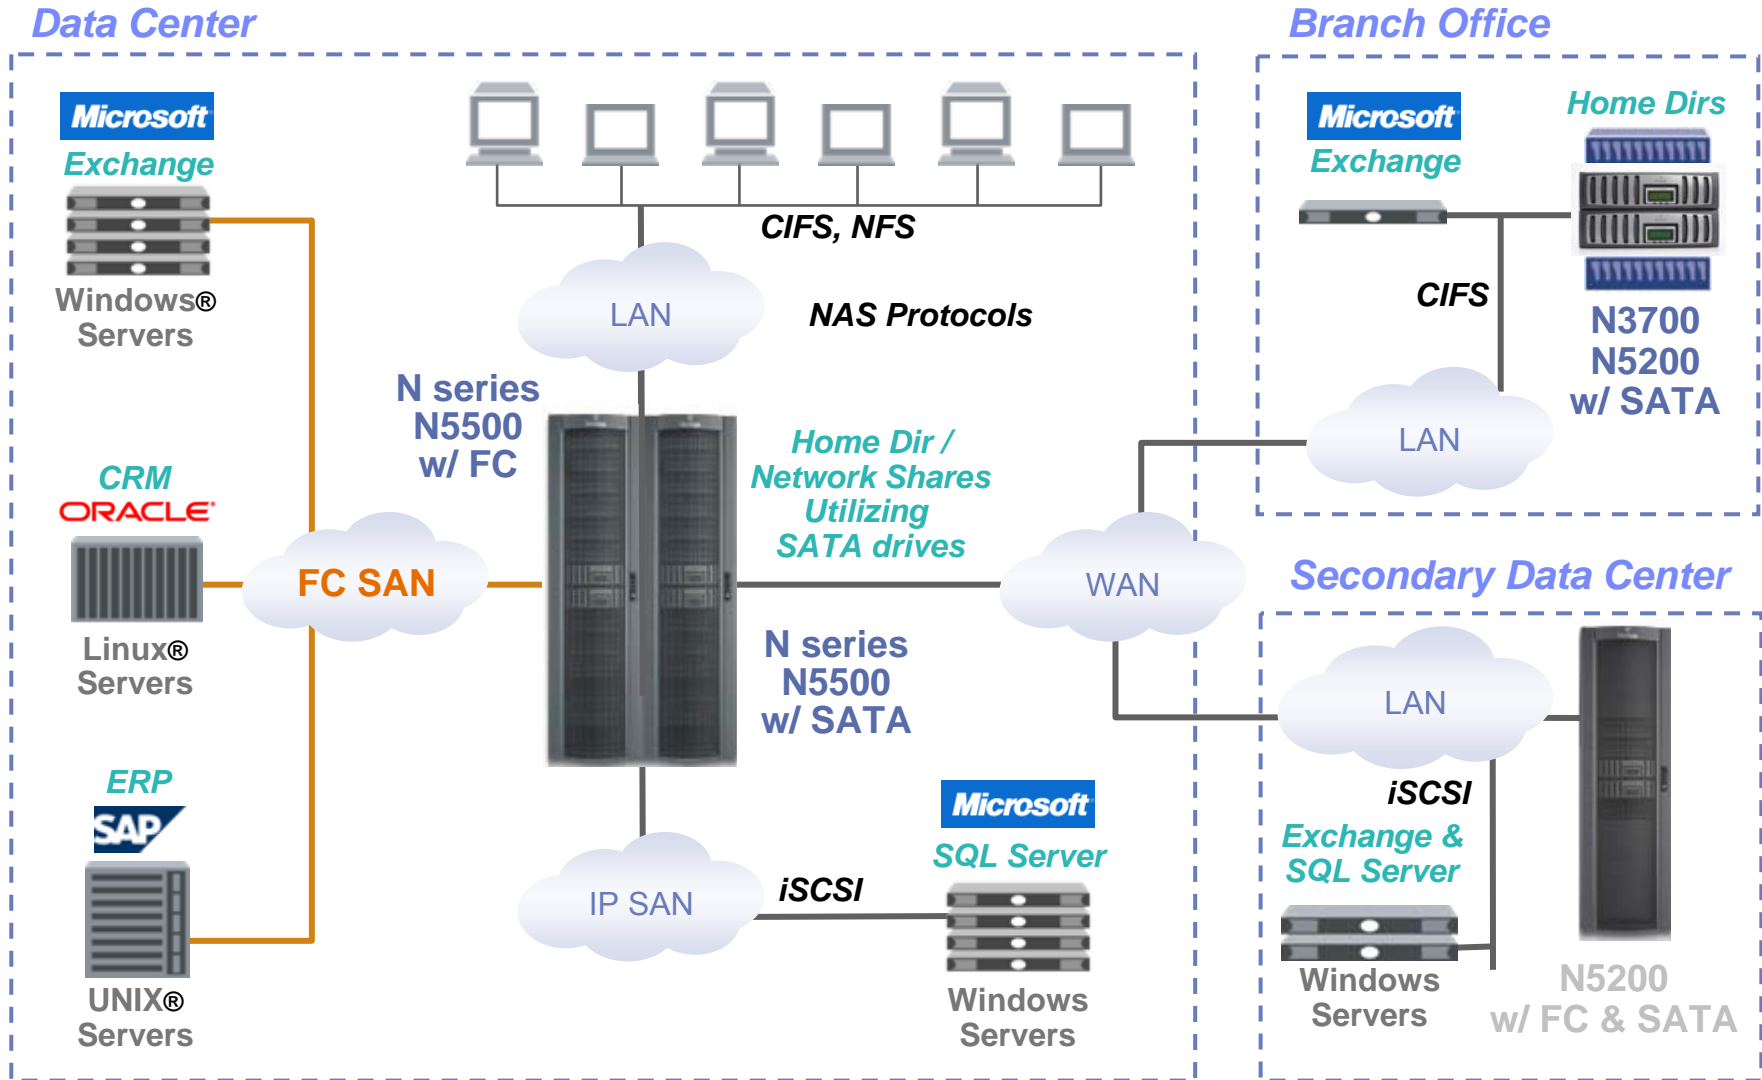 Data Center
Microsoft
Exchange
Windows®
Servers
CRM
ORACLE®
Linux®
Servers
ERP
SAP
UNIX®
Servers
FC SAN
CIFS, NFS
LAN
NAS Protocols
N series
N5500
w/ FC
Home Dir /
Network Shares
Utilizing
SATA drives
N series
N5500
w/ SATA
IP SAN
iSCSI
Microsoft
SQL Server
Windows
Servers
WAN
Branch Office
Microsoft
Exchange
Home Dirs
CIFS
N3700
N5200
w/ SATA
LAN
Secondary Data Center
LAN
iSCSI
Exchange &
SQL Server
Windows
Servers
N5200
w/ FC & SATA